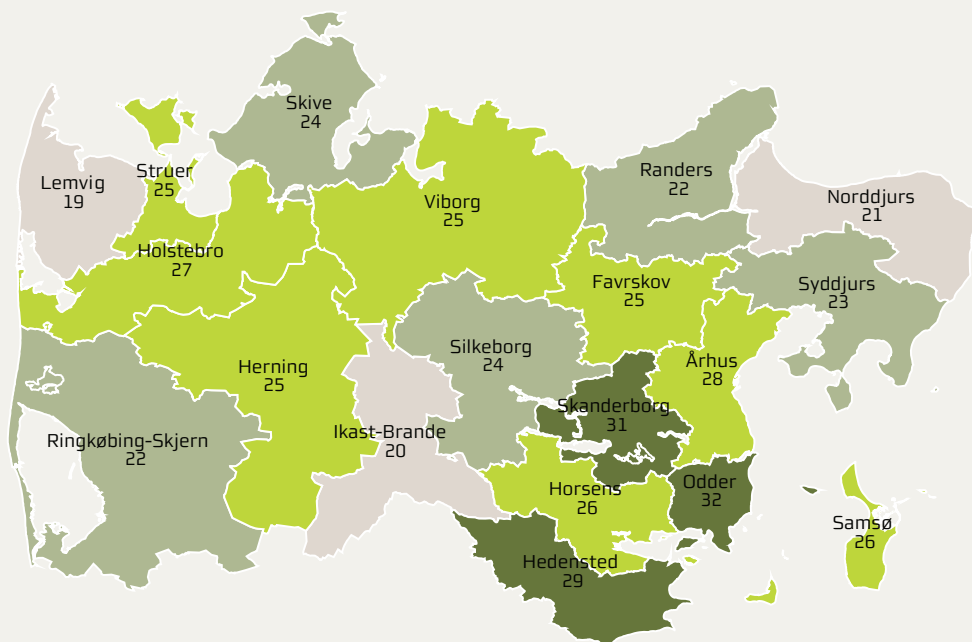 Skive
24
Struer
25
Lemvig
19
Viborg
25
Randers
22
Norddjurs
21
Holstebro
27
Favrskov
25
Syddjurs
23
Herning
25
Silkeborg
24
Århus
28
Ringkøbing-Skjern
22
Ikast-Brande
20
Skanderborg
31
Horsens
26
Odder
32
Samsø
26
Hedensted
29